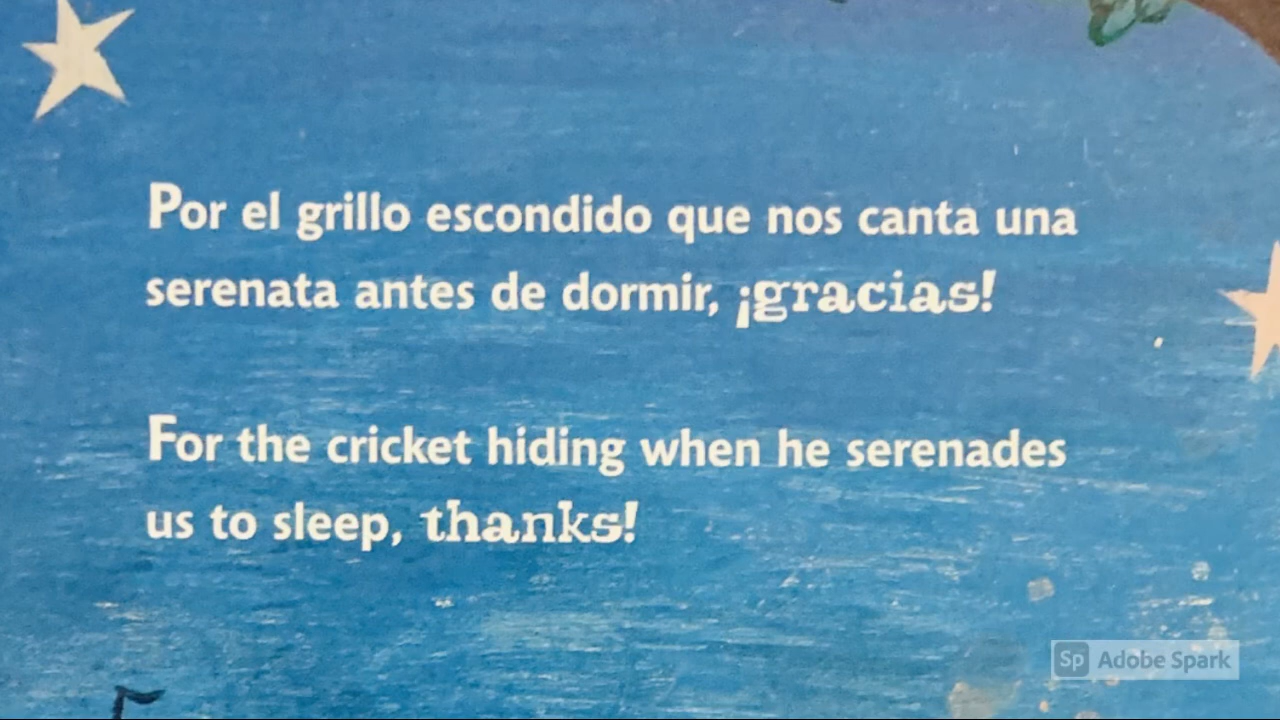 Por el grillo escondido que nos canta una
serenata antes de dormir, ¡gracias!
For the cricket hiding when he serenades
us to sleep, thanks!
Sp Adobe Spark